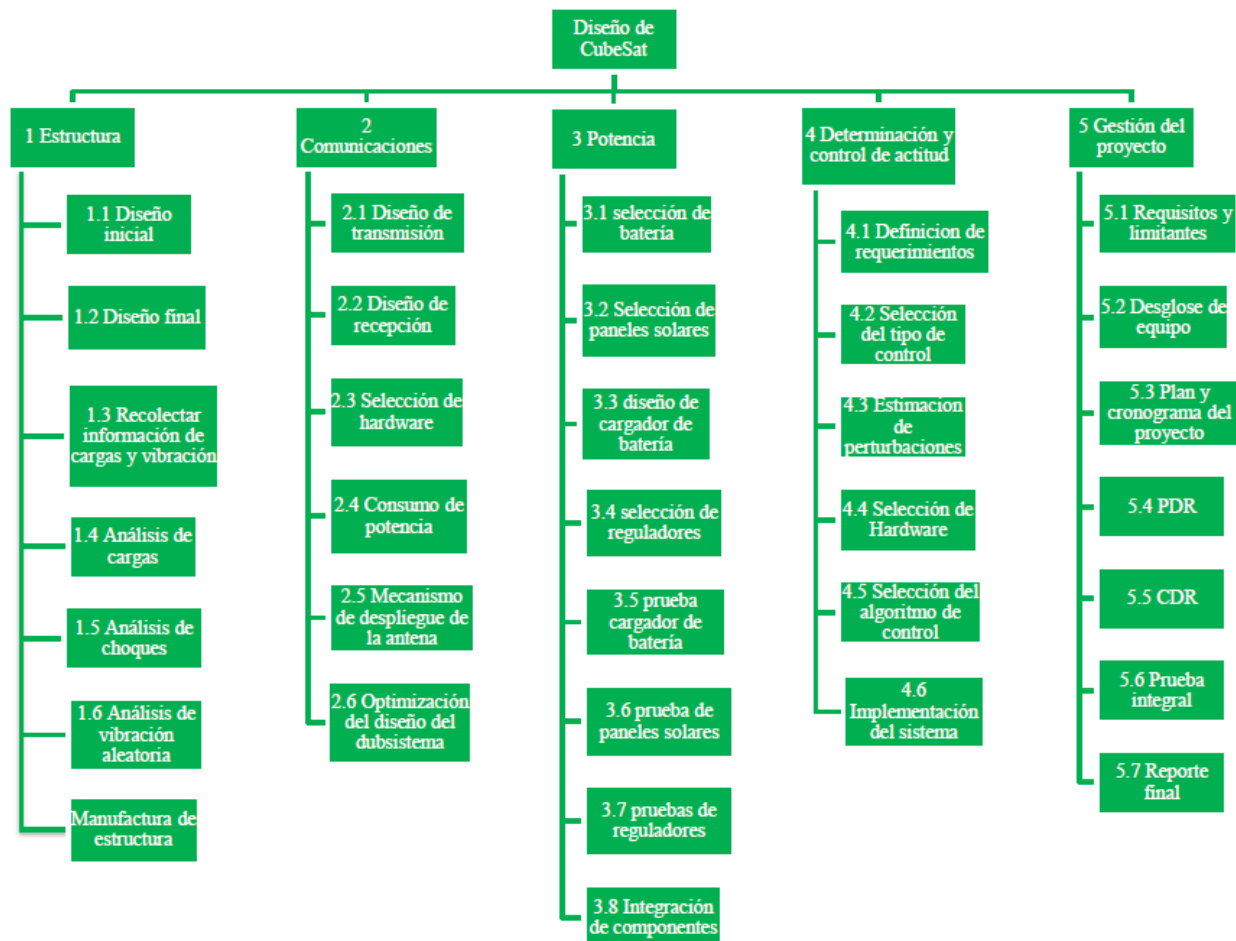 Diseño de
CubeSat
1 Estructura
1.1 Diseño
inicial
1.2 Diseño final
1.3 Recolectar
información de
cargas y vibración
1.4 Análisis de
cargas
1.5 Análisis de
choques
1.6 Análisis de
vibración
aleatoria
Manufactura de
estructura
2
Comunicaciones
2.1 Diseño de
transmisión
2.2 Diseño de
recepción
2.3 Selección de
hardware
2.4 Consumo de
potencia
2.5 Mecanismo
de despliegue de
la antena
2.6 Optimización
del diseño del
dubsistema
3 Potencia
3.1 selección de
batería
3.2 Selección de
paneles solares
3.3 diseño de
cargador de
batería
3.4 selección de
reguladores
3.5 prueba
cargador de
batería
3.6 prueba de
paneles solares
3.7 pruebas de
reguladores
3.8 Integración
de componentes
4 Determinación y
control de actitud
4.1 Definicion de
requerimientos
4.2 Selección
del tipo de
control
4.3 Estimacion
de
perturbaciones
4.4 Selección de
Hardware
4.5 Selección del
algoritmo de
control
4.6
Implementación
del sistema
5 Gestión del
proyecto
5.1 Requisitos y
limitantes
5.2 Desglose de
equipo
5.3 Plan y
cronograma del
proyecto
5.4 PDR
5.5 CDR
5.6 Prueba
integral
5.7 Reporte
final